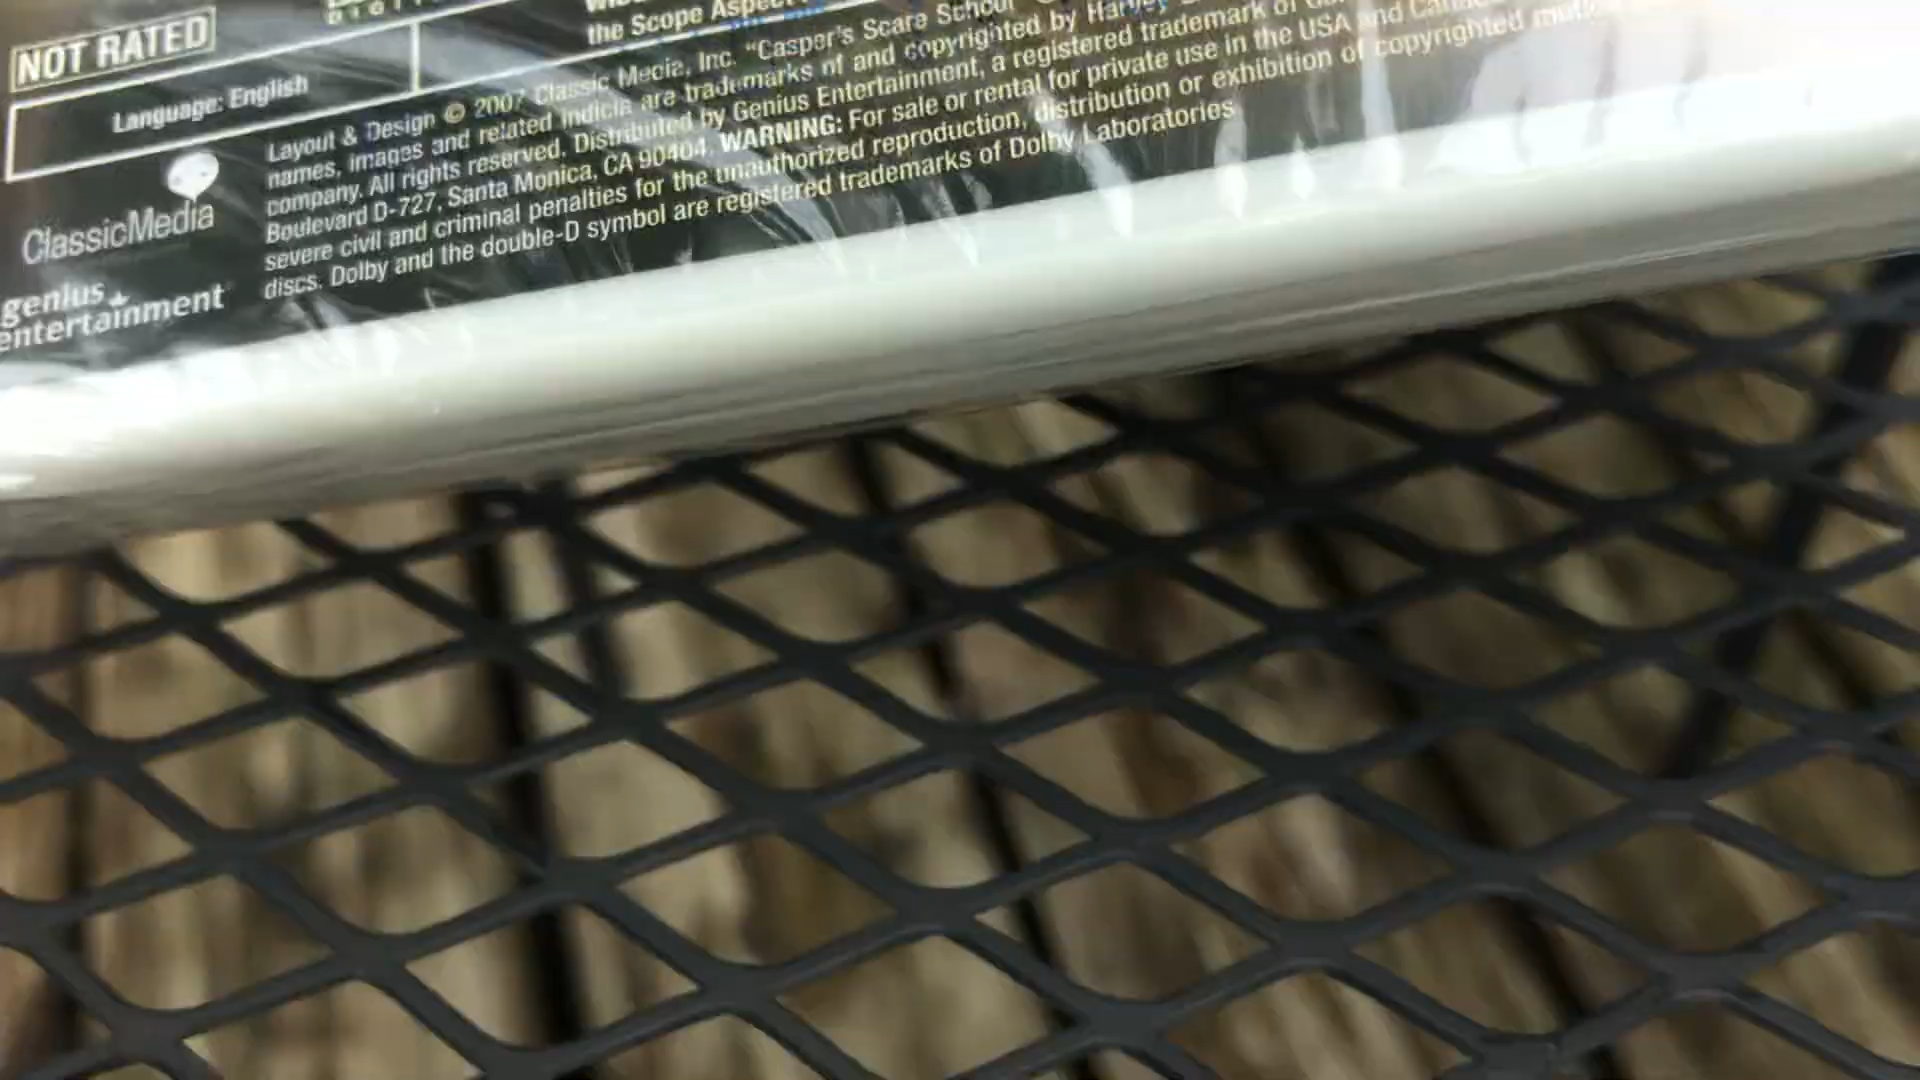 NOT RATED
the Scope Aspect
Language: English
Layout & Design © 2007 Classic Media, Inc. "Casper's Scare School
names, images and related indicia are trademarks of and copyrighted by Harvey
company. All rights reserved. Distributed by Genius Entertainment, a registered trademark of
Boulevard D-727, Santa Monica, CA 90404. WARNING: For sale or rental for private use in the USA and
severe civil and criminal penalties for the unauthorized reproduction, distribution or exhibition of copyrighted
discs. Dolby and the double-D symbol are registered trademarks of Dolby Laboratories
ClassicMedia
genius
entertainment